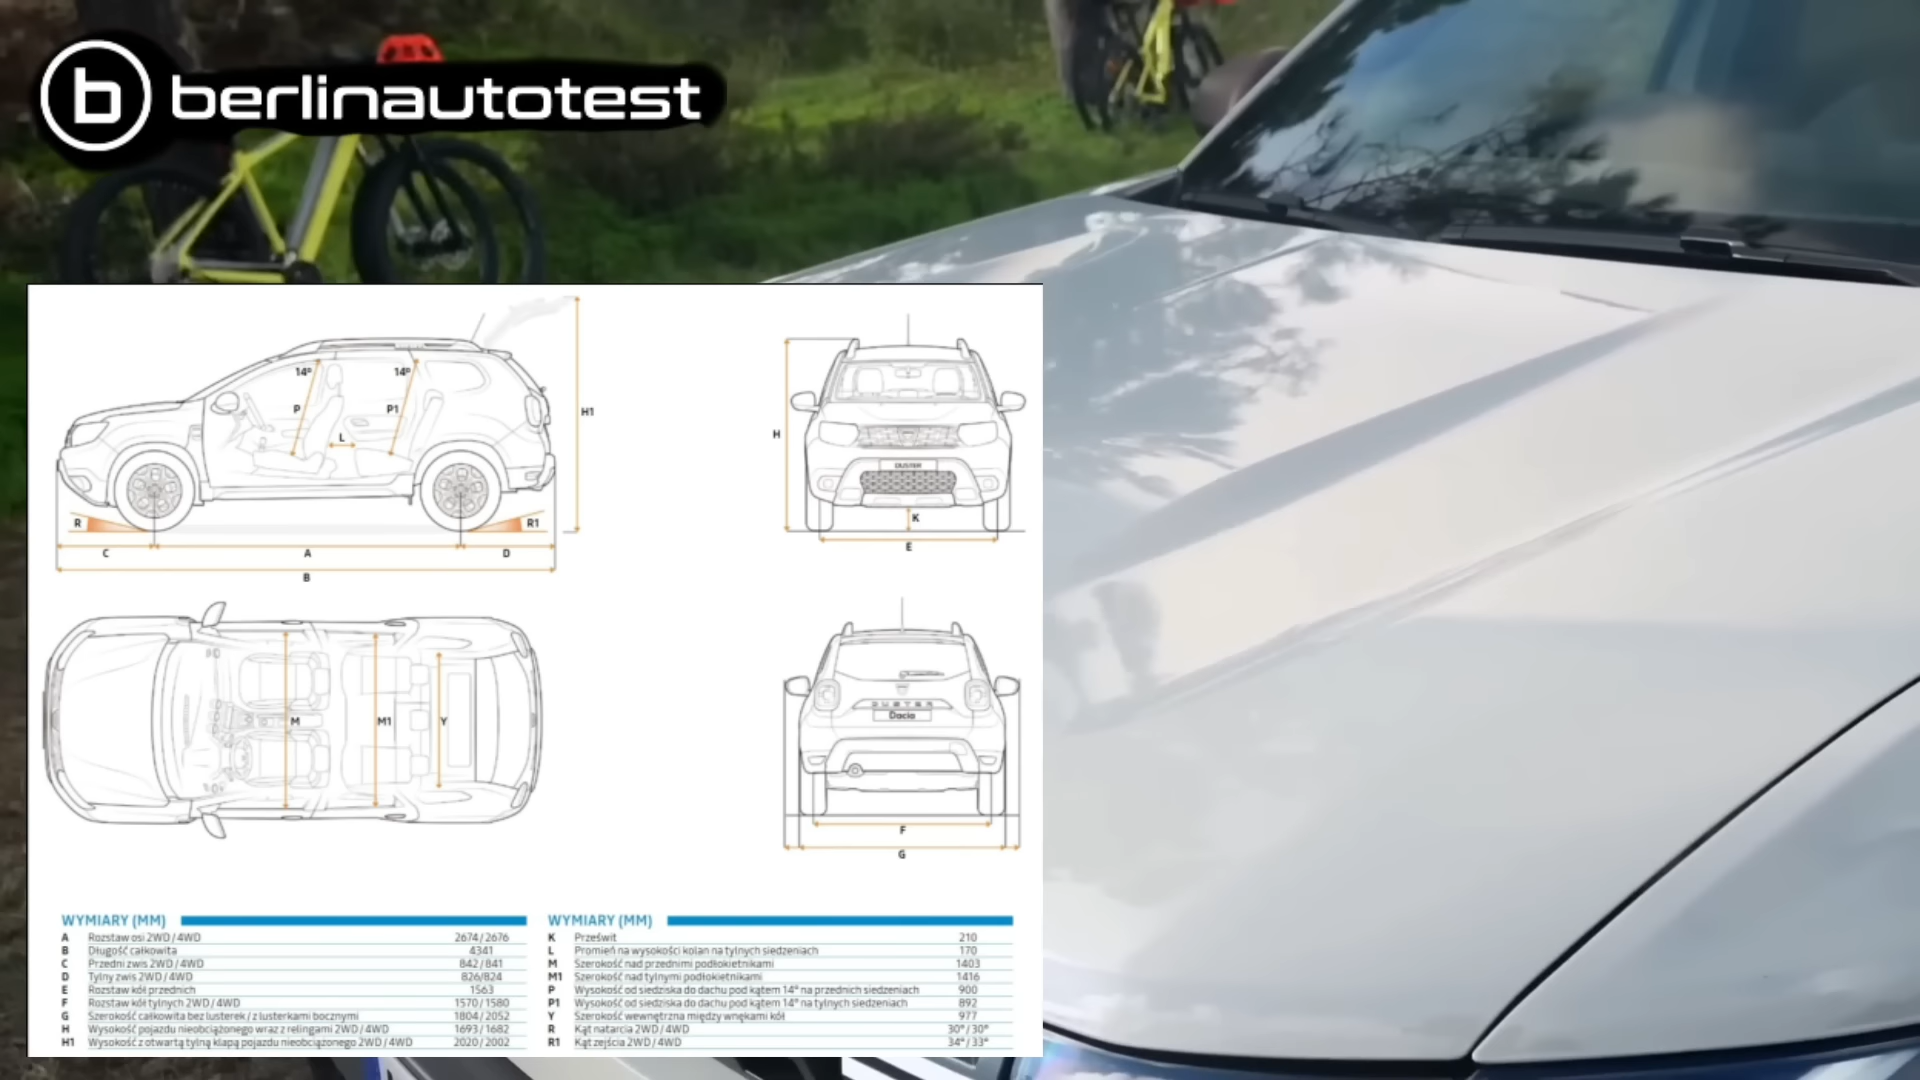 berlinautotest
14°
14°
P
P1
L
H1
H
DUSTER
K
R
R1
C
A
D
E
B
M
M1
Y
DUSTER
Dacia
F
G
WYMIARY (MM)
A Rozstaw osi 2WD / 4WD 2674 / 2676
B Długość całkowita 4341
C Przedni zwis 2WD / 4WD 842 / 841
D Tylny zwis 2WD / 4WD 826/824
E Rozstaw kół przednich 1563
F Rozstaw kół tylnych 2WD / 4WD 1570 / 1580
G Szerokość całkowita bez lusterek / z lusterkami bocznymi 1804 / 2052
H Wysokość pojazdu nieobciążonego wraz z relingami 2WD / 4WD 1693 / 1682
H1 Wysokość z otwartą tylną klapą pojazdu nieobciążonego 2WD / 4WD 2020 / 2002
WYMIARY (MM)
K Prześwit 210
L Promień na wysokości kolan na tylnych siedzeniach 170
M Szerokość nad przednimi podłokietnikami 1403
M1 Szerokość nad tylnymi podłokietnikami 1416
P Wysokość od siedziska do dachu pod kątem 14° na przednich siedzeniach 900
P1 Wysokość od siedziska do dachu pod kątem 14° na tylnych siedzeniach 892
Y Szerokość wewnętrzna między wnękami kół 977
R Kąt natarcia 2WD / 4WD 30° / 30°
R1 Kąt zejścia 2WD / 4WD 34° / 33°